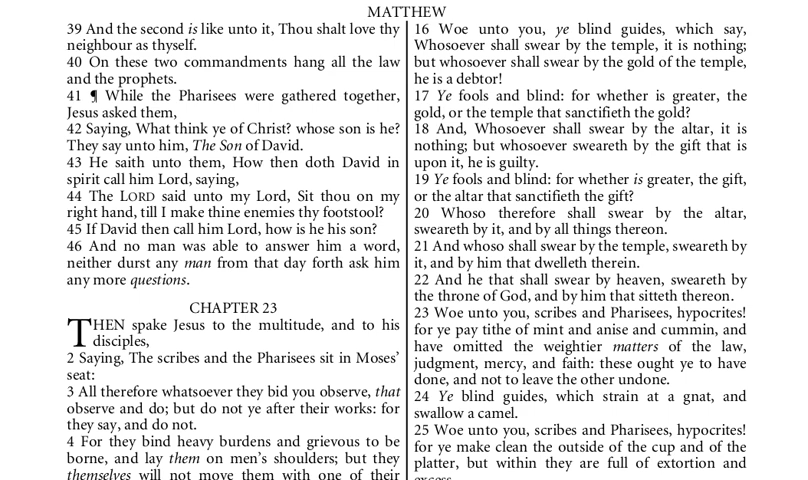 MATTHEW
39 And the second is like unto it, Thou shalt love thy
neighbour as thyself.
40 On these two commandments hang all the law
and the prophets.
41 ¶ While the Pharisees were gathered together,
Jesus asked them,
42 Saying, What think ye of Christ? whose son is he?
They say unto him, The Son of David.
43 He saith unto them, How then doth David in
spirit call him Lord, saying,
44 The LORD said unto my Lord, Sit thou on my
right hand, till I make thine enemies thy footstool?
45 If David then call him Lord, how is he his son?
46 And no man was able to answer him a word,
neither durst any man from that day forth ask him
any more questions.
CHAPTER 23
THEN spake Jesus to the multitude, and to his
disciples,
2 Saying, The scribes and the Pharisees sit in Moses’
seat:
3 All therefore whatsoever they bid you observe, that
observe and do; but do not ye after their works: for
they say, and do not.
4 For they bind heavy burdens and grievous to be
borne, and lay them on men’s shoulders; but they
themselves will not move them with one of their
16 Woe unto you, ye blind guides, which say,
Whosoever shall swear by the temple, it is nothing;
but whosoever shall swear by the gold of the temple,
he is a debtor!
17 Ye fools and blind: for whether is greater, the
gold, or the temple that sanctifieth the gold?
18 And, Whosoever shall swear by the altar, it is
nothing; but whosoever sweareth by the gift that is
upon it, he is guilty.
19 Ye fools and blind: for whether is greater, the gift,
or the altar that sanctifieth the gift?
20 Whoso therefore shall swear by the altar,
sweareth by it, and by all things thereon.
21 And whoso shall swear by the temple, sweareth by
it, and by him that dwelleth therein.
22 And he that shall swear by heaven, sweareth by
the throne of God, and by him that sitteth thereon.
23 Woe unto you, scribes and Pharisees, hypocrites!
for ye pay tithe of mint and anise and cummin, and
have omitted the weightier matters of the law,
judgment, mercy, and faith: these ought ye to have
done, and not to leave the other undone.
24 Ye blind guides, which strain at a gnat, and
swallow a camel.
25 Woe unto you, scribes and Pharisees, hypocrites!
for ye make clean the outside of the cup and of the
platter, but within they are full of extortion and